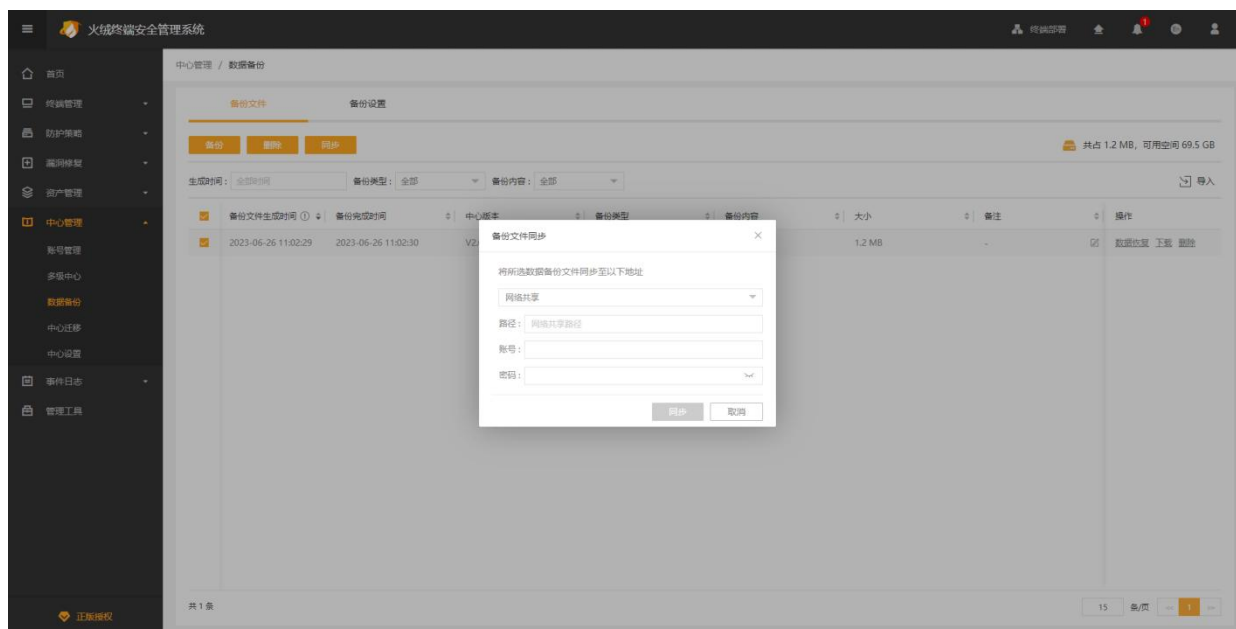 火绒终端安全管理系统
终端部署
1
首页
终端管理
防护策略
漏洞修复
资产管理
中心管理
账号管理
多级中心
数据备份
中心迁移
中心设置
事件日志
管理工具
正版授权
中心管理 / 数据备份
备份文件 备份设置
备份 删除 同步
共占 1.2 MB，可用空间 69.5 GB
生成时间： 全部时间 备份类型： 全部 备份内容： 全部
导入
备份文件生成时间 备份完成时间 中心版本 备份类型 备份内容 大小 备注 操作
2023-06-26 11:02:29 2023-06-26 11:02:30 V2. 1.2 MB - 数据恢复 下载 删除
备份文件同步
将所选数据备份文件同步至以下地址
网络共享
路径： 网络共享路径
账号：
密码：
同步 取消
共 1 条
15 条/页 1